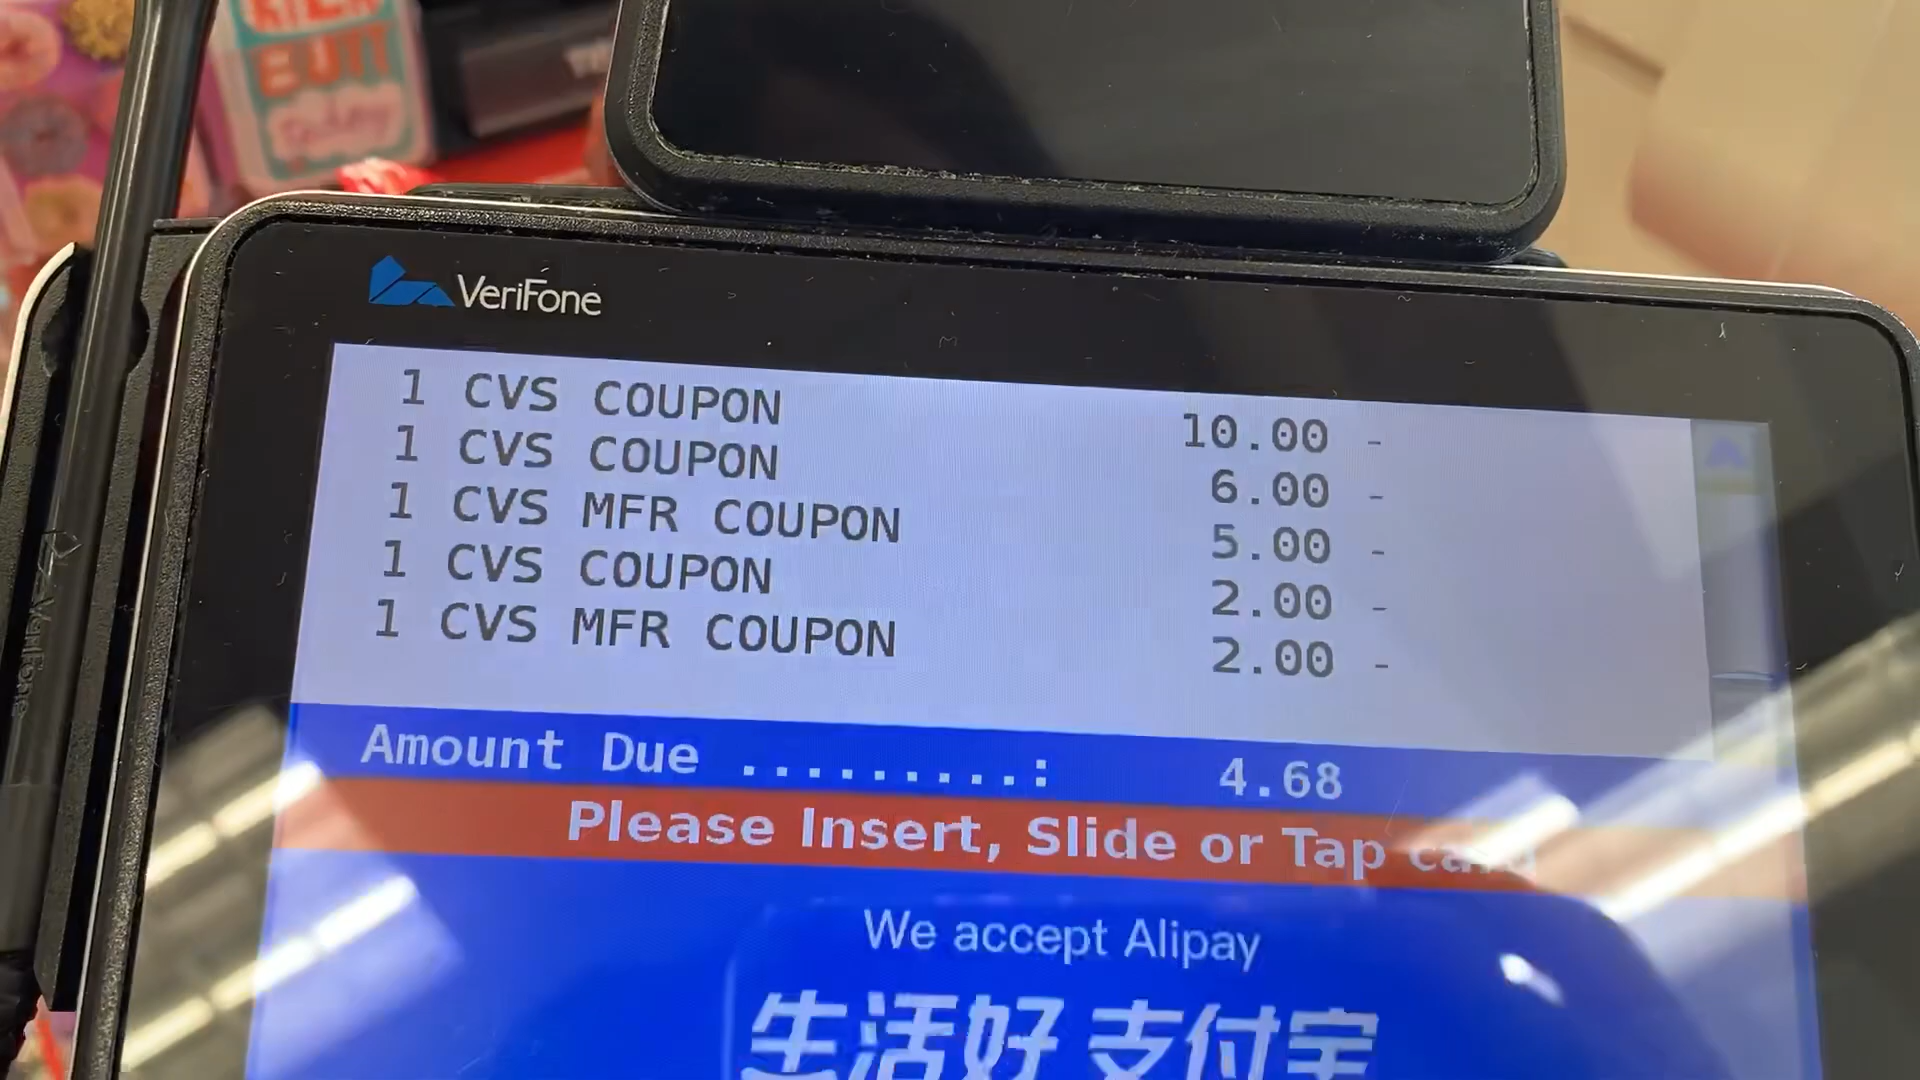 BUTT
VeriFone
1 CVS COUPON 10.00 -
1 CVS COUPON 6.00 -
1 CVS MFR COUPON 5.00 -
1 CVS COUPON 2.00 -
1 CVS MFR COUPON 2.00 -
Amount Due .........: 4.68
Please Insert, Slide or Tap card
We accept Alipay
生活好 支付宝